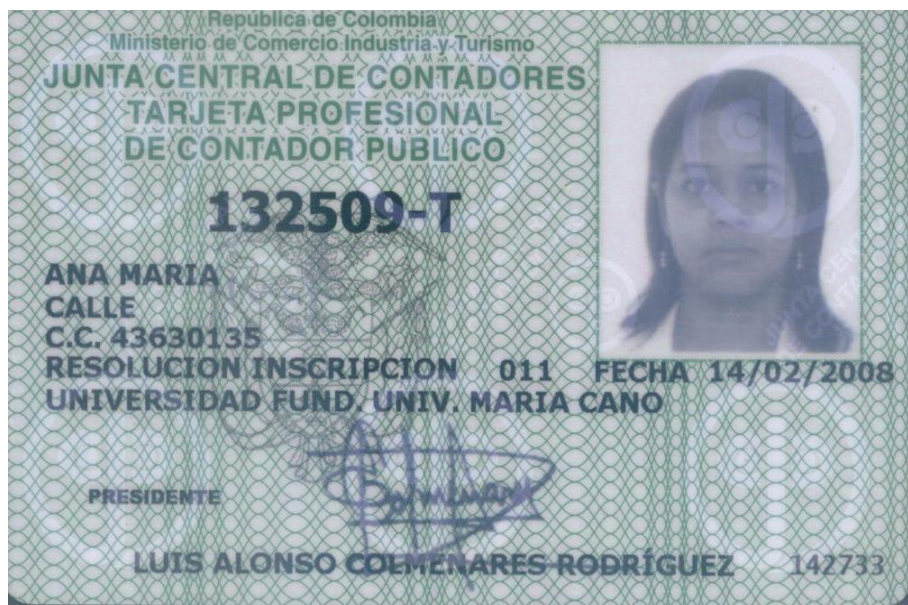 República de Colombia
Ministerio de Comercio Industria y Turismo
JUNTA CENTRAL DE CONTADORES
TARJETA PROFESIONAL
DE CONTADOR PUBLICO
132509-T
ANA MARIA
CALLE
C.C. 43630135
RESOLUCION INSCRIPCION 011 FECHA 14/02/2008
UNIVERSIDAD FUND. UNIV. MARIA CANO
PRESIDENTE
LUIS ALONSO COLMENARES RODRÍGUEZ 142733